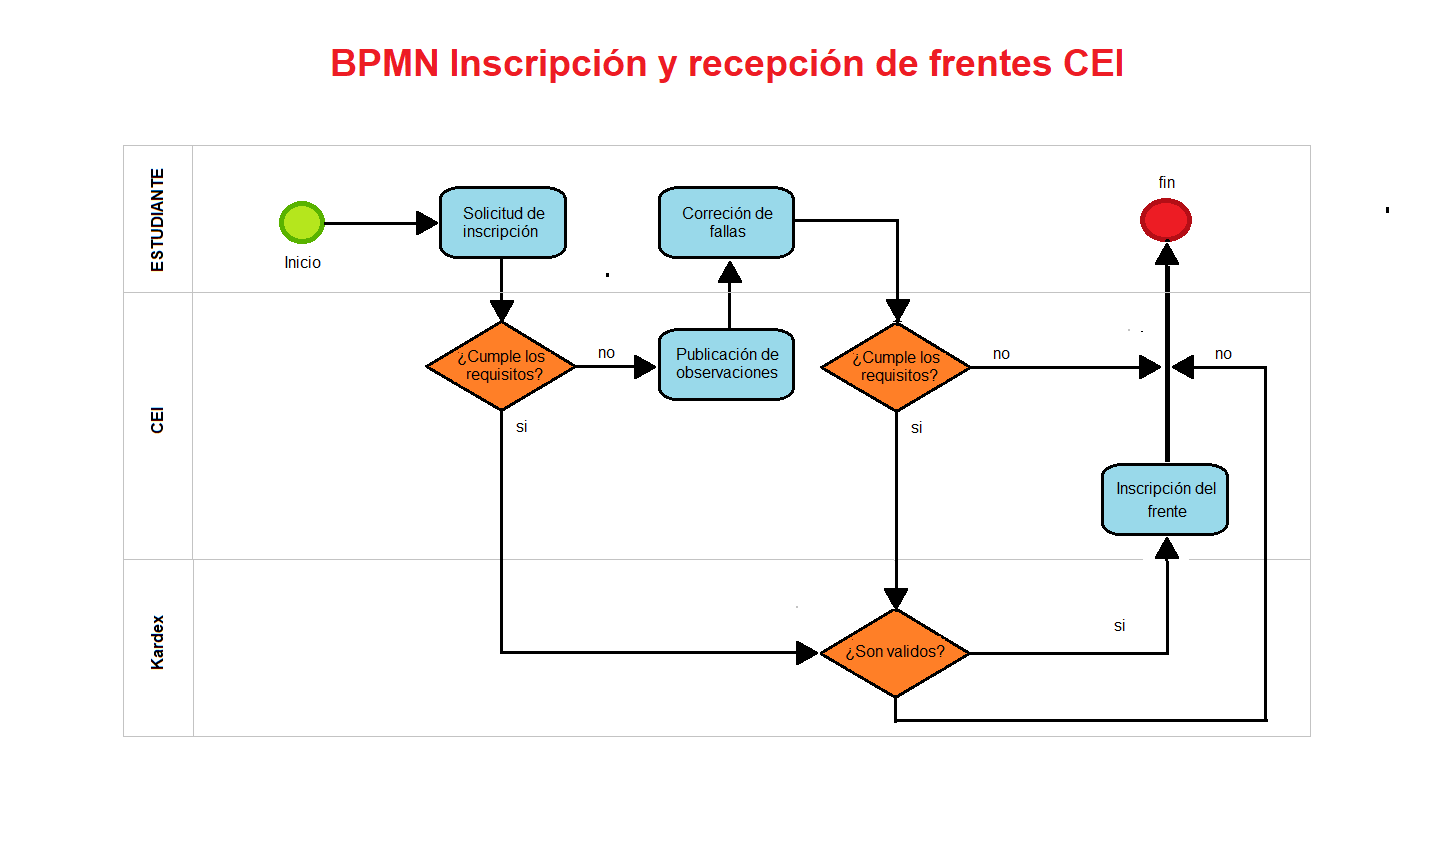 BPMN Inscripción y recepción de frentes CEI
ESTUDIANTE
Inicio
Solicitud de
inscripción
Correción de
fallas
fin
CEI
¿Cumple los
requisitos?
no
si
Publicación de
observaciones
¿Cumple los
requisitos?
no
si
no
Inscripción del
frente
Kardex
¿Son validos?
si